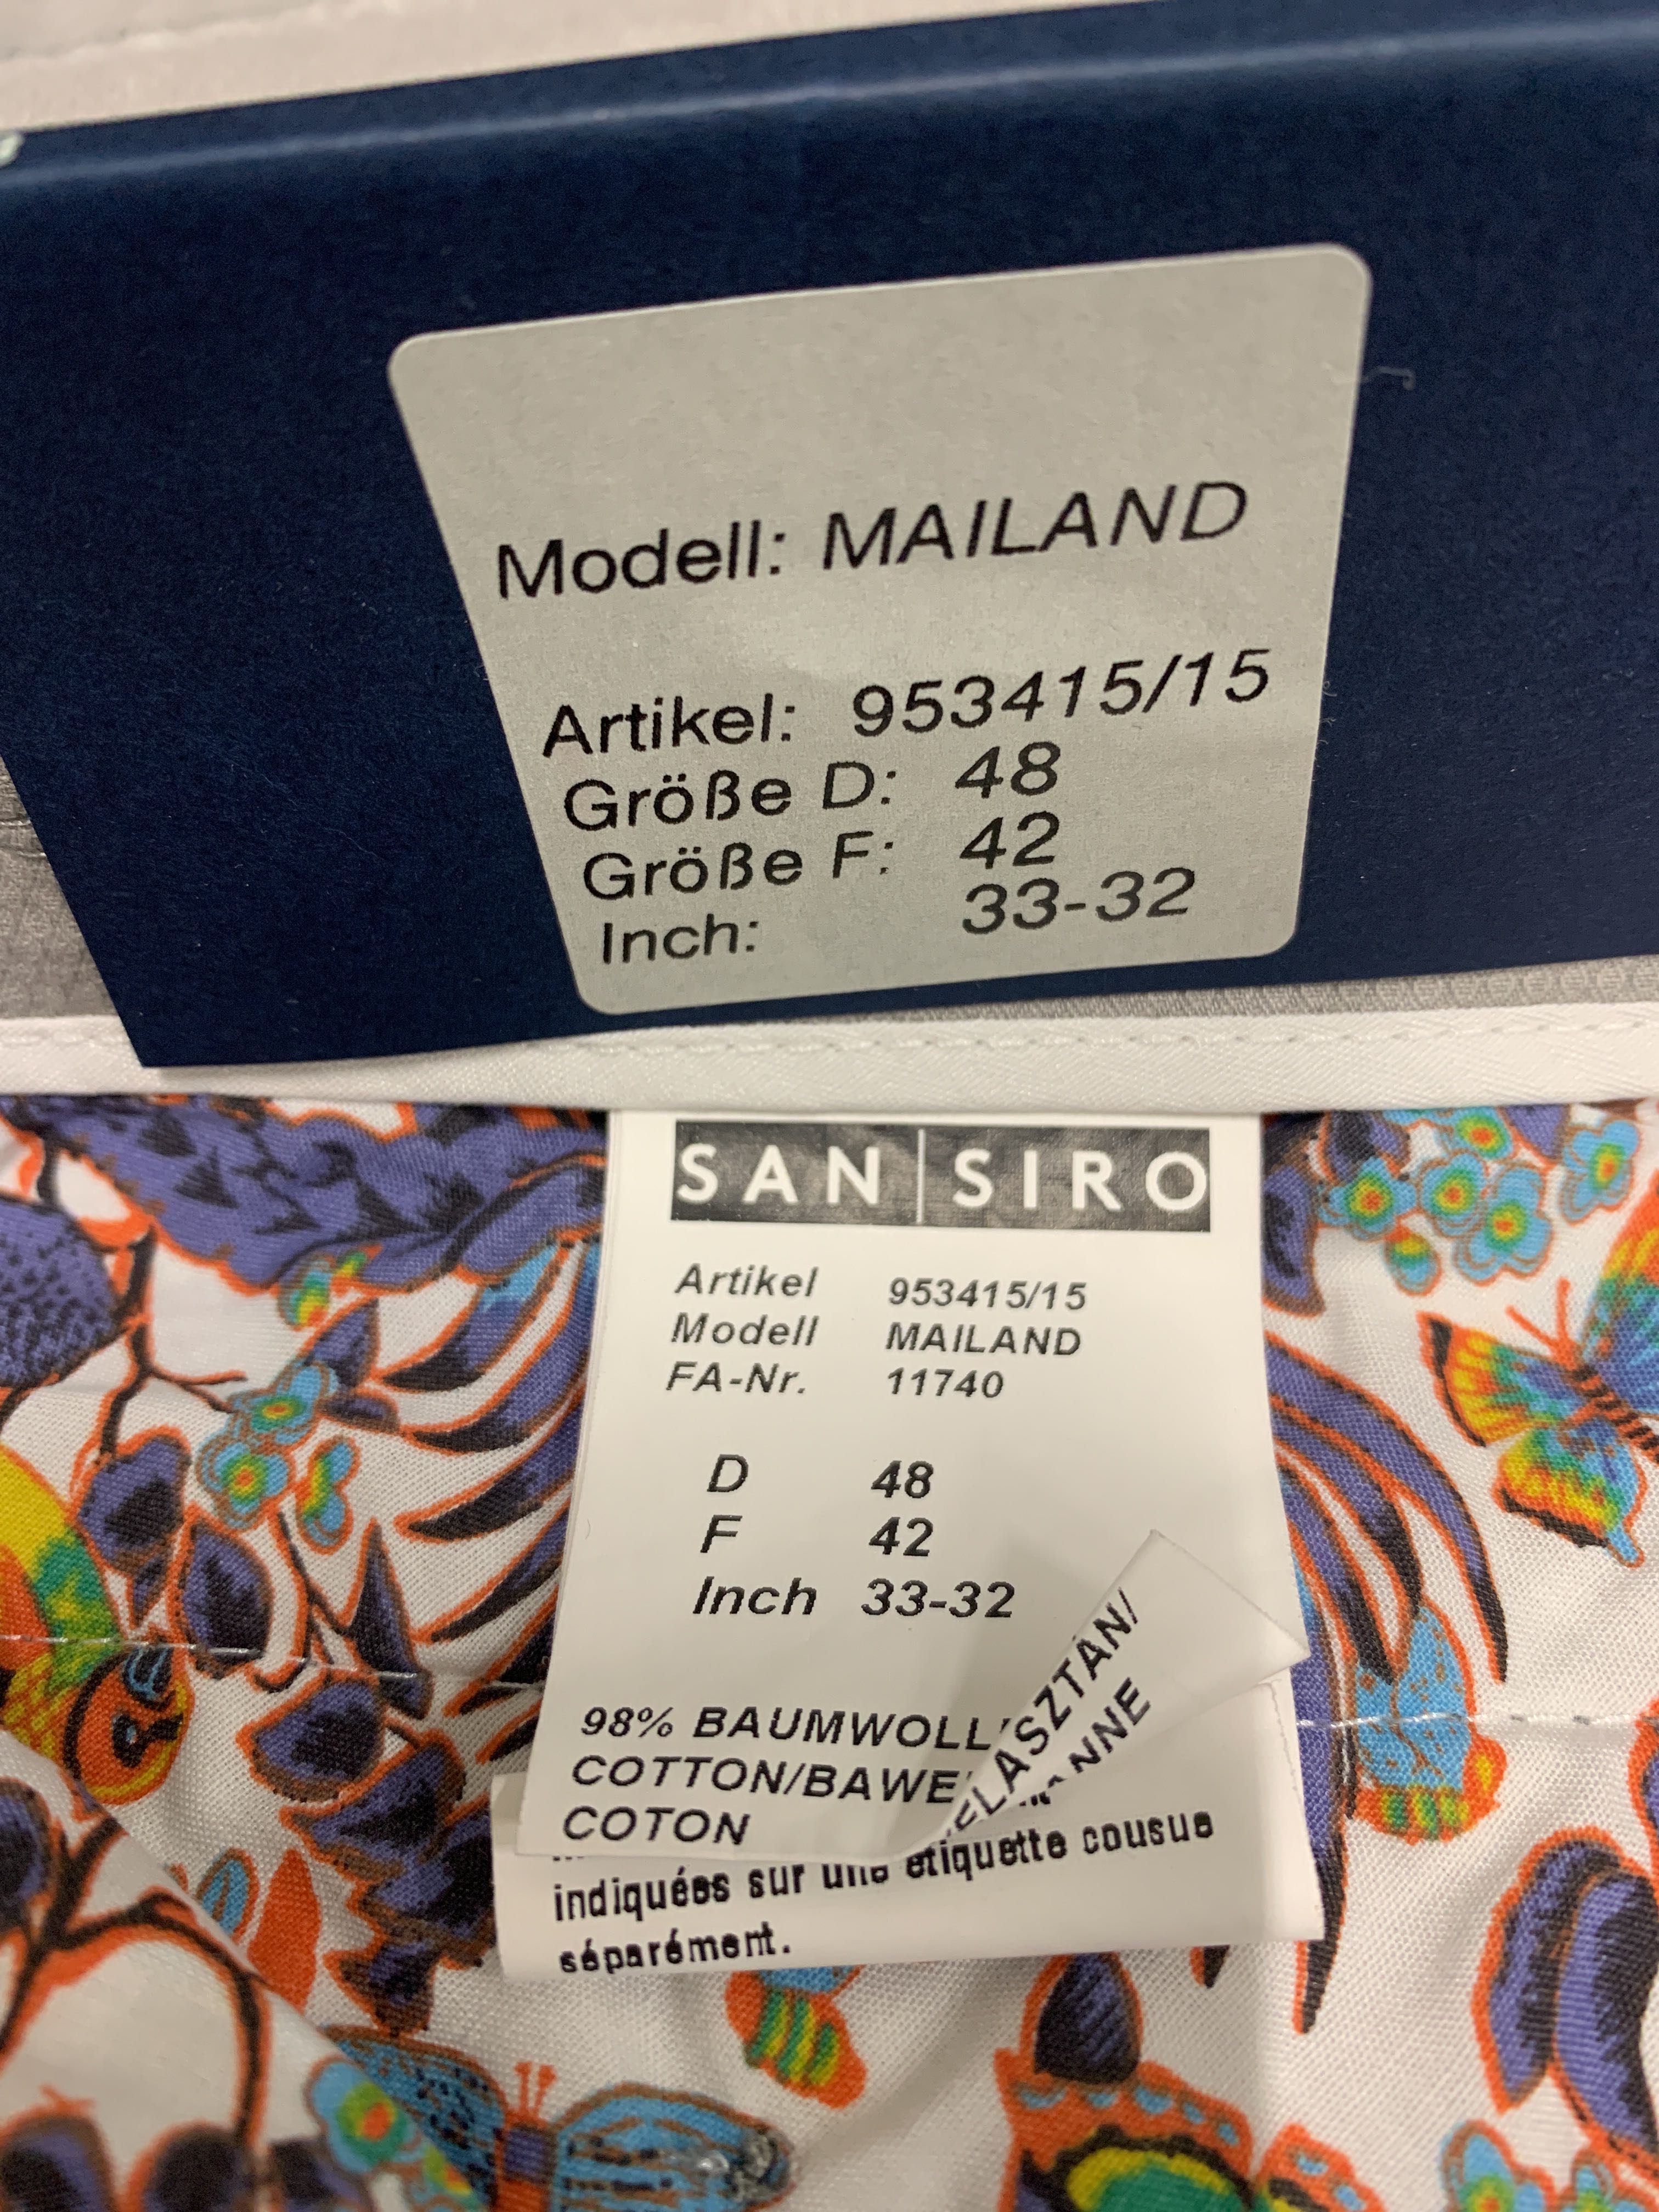 Modell: MAILAND
Artikel: 953415/15
Größe D: 48
Größe F: 42
Inch: 33-32
SAN SIRO
Artikel 953415/15
Modell MAILAND
FA-Nr. 11740
D 48
F 42
Inch 33-32
98% BAUMWOLL
COTTON/BAWE
COTON
ELASZTÁN/
indiquées sur une étiquette cousue
séparément.